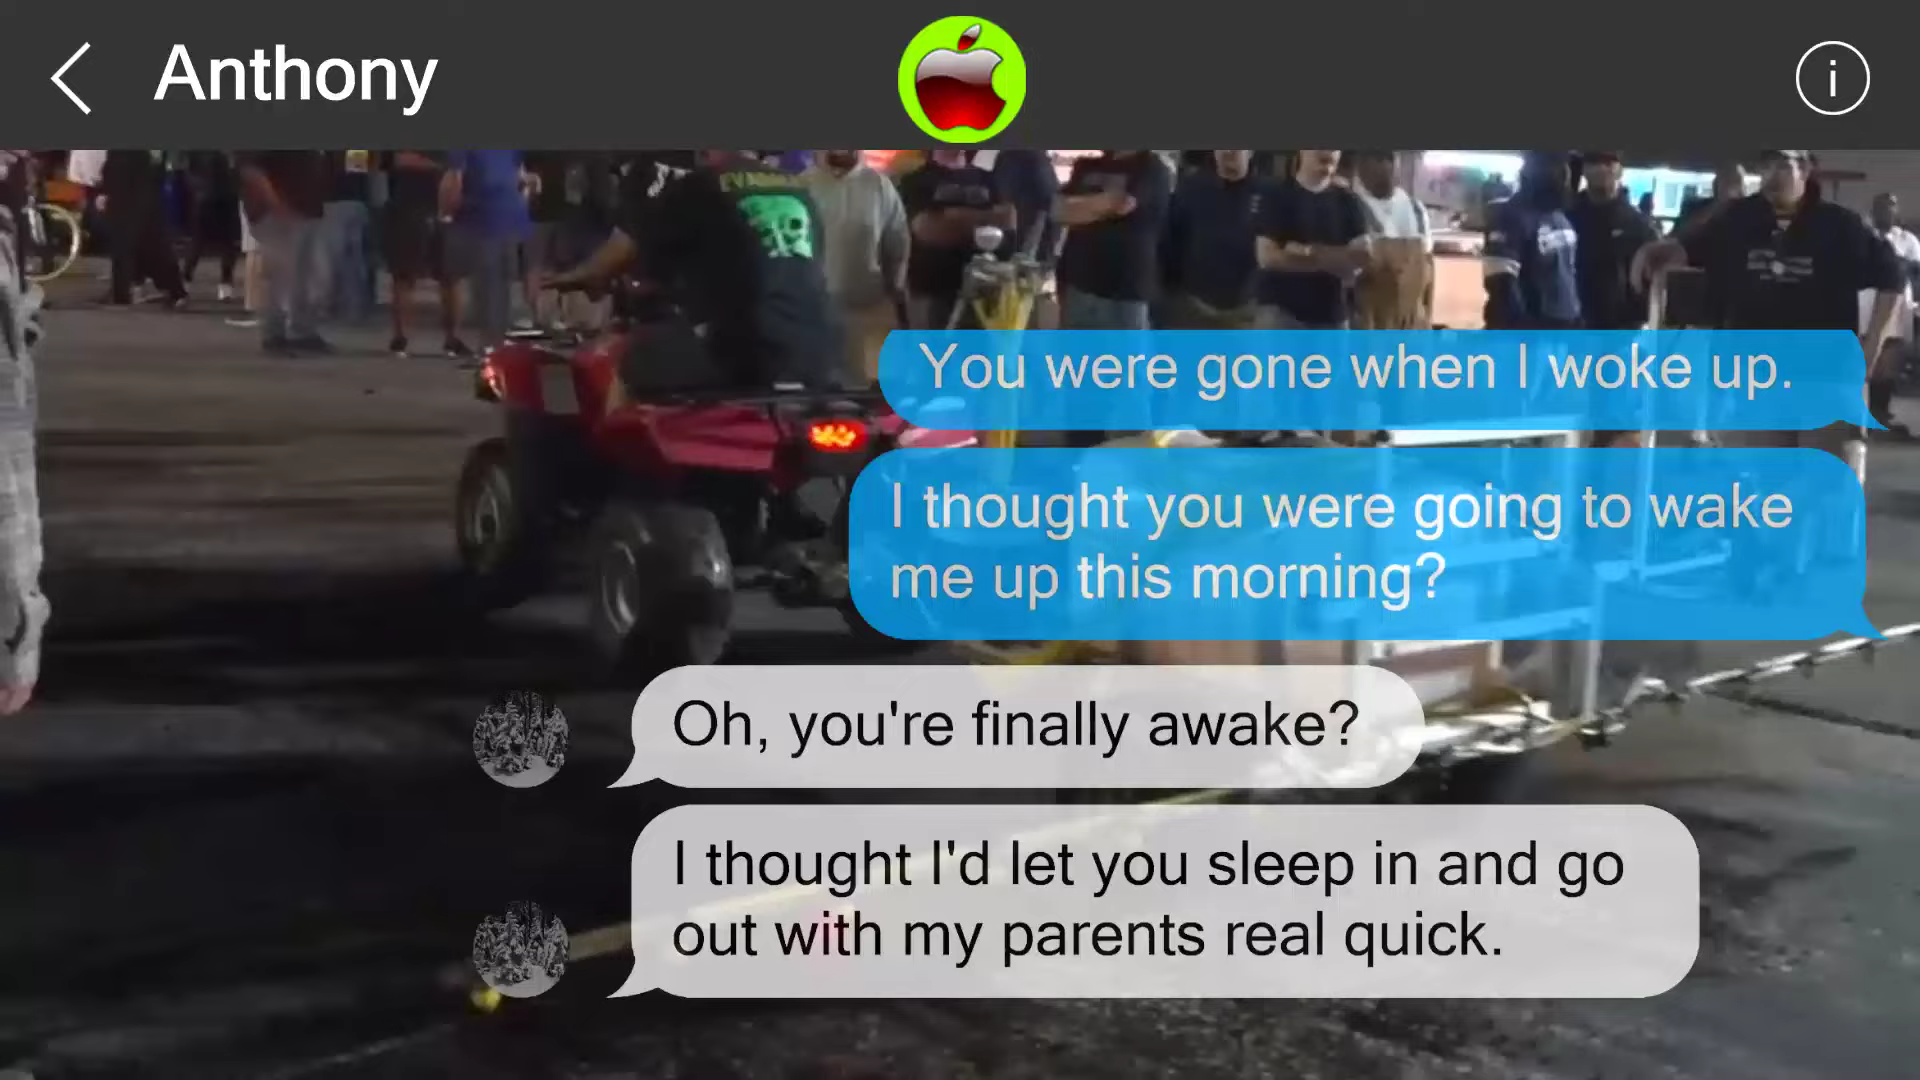 Anthony
i
You were gone when I woke up.
I thought you were going to wake
me up this morning?
Oh, you're finally awake?
I thought I'd let you sleep in and go
out with my parents real quick.